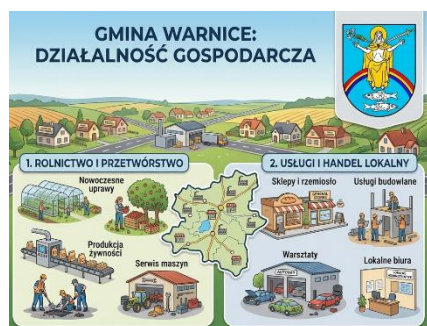 GMINA WARNICE:
DZIAŁALNOŚĆ GOSPODARCZA
1. ROLNICTWO I PRZETWÓRSTWO
Nowoczesne
uprawy
Produkcja
żywności
Serwis maszyn
2. USŁUGI I HANDEL LOKALNY
Sklepy i rzemiosło
Usługi budowlane
Warsztaty
Lokalne biura